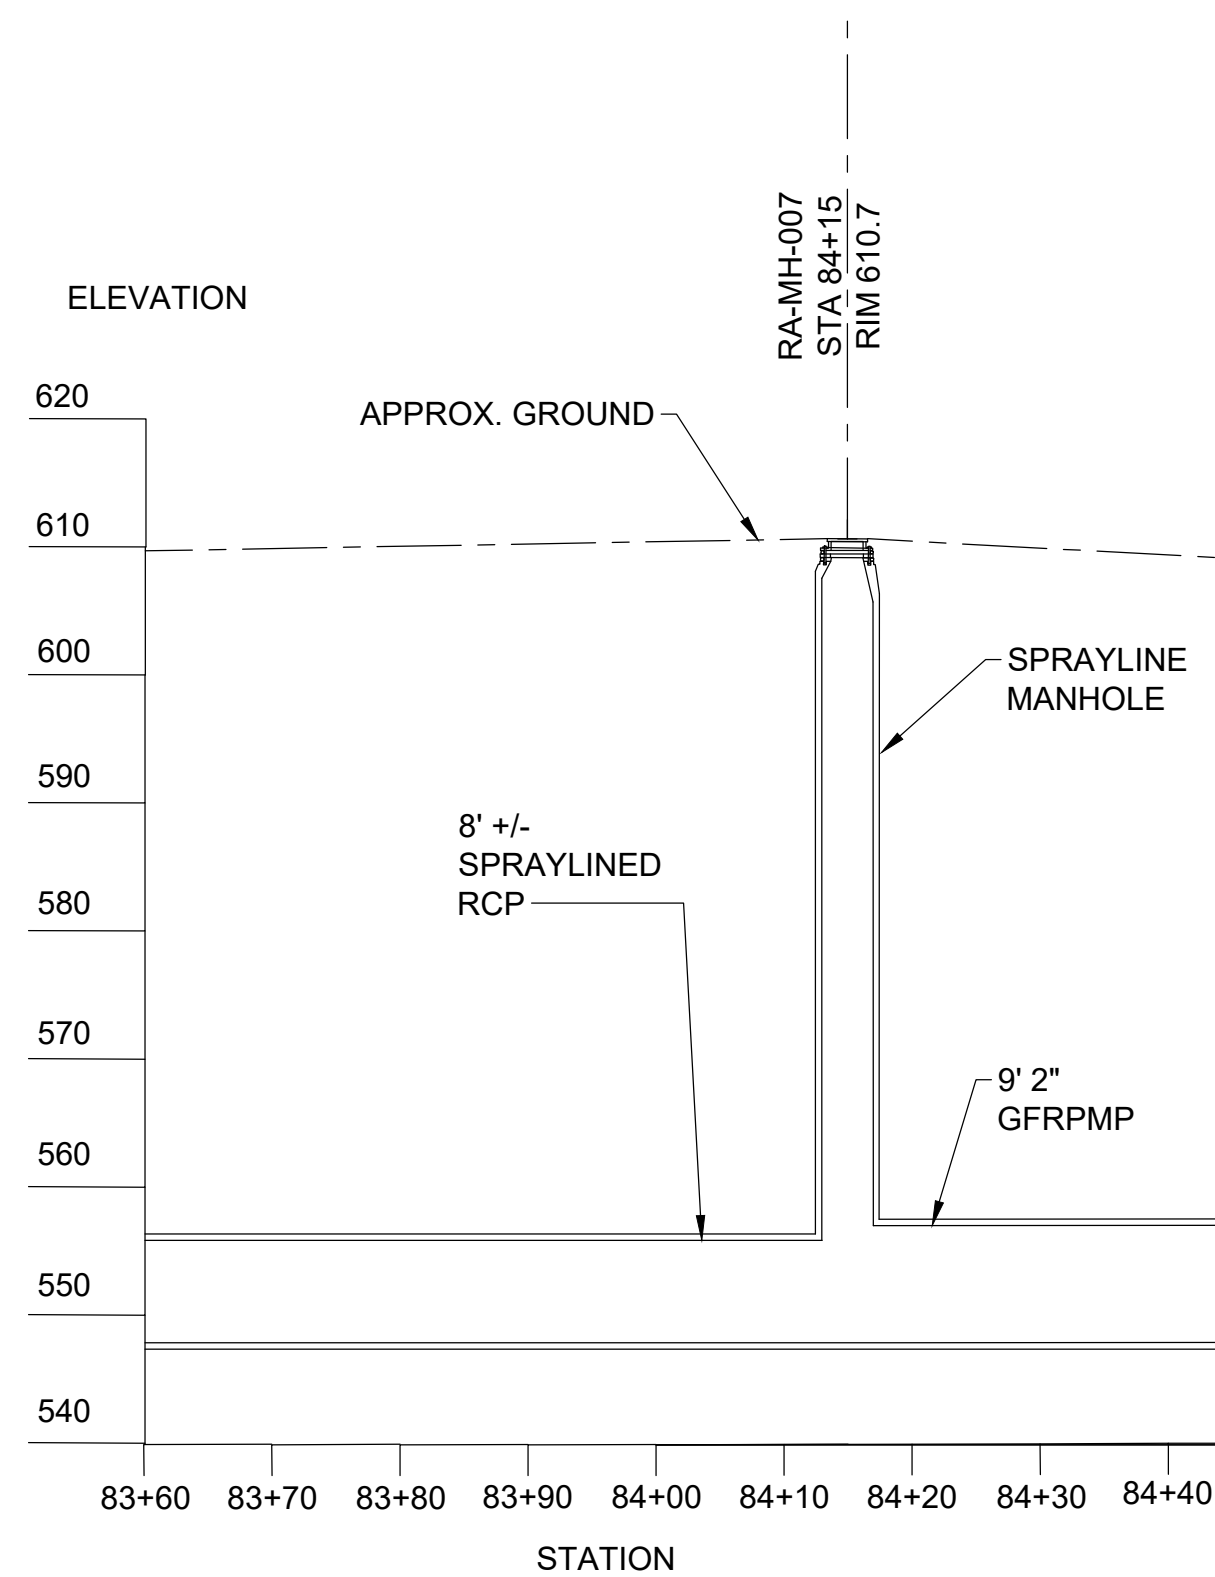 RA-MH-007
STA 84+15
RIM 610.7
ELEVATION
620
APPROX. GROUND
610
600
SPRAYLINE
MANHOLE
590
8' +/-
SPRAYLINED
RCP
580
570
9' 2"
GFRPMP
560
550
540
83+60 83+70 83+80 83+90 84+00 84+10 84+20 84+30 84+40
STATION